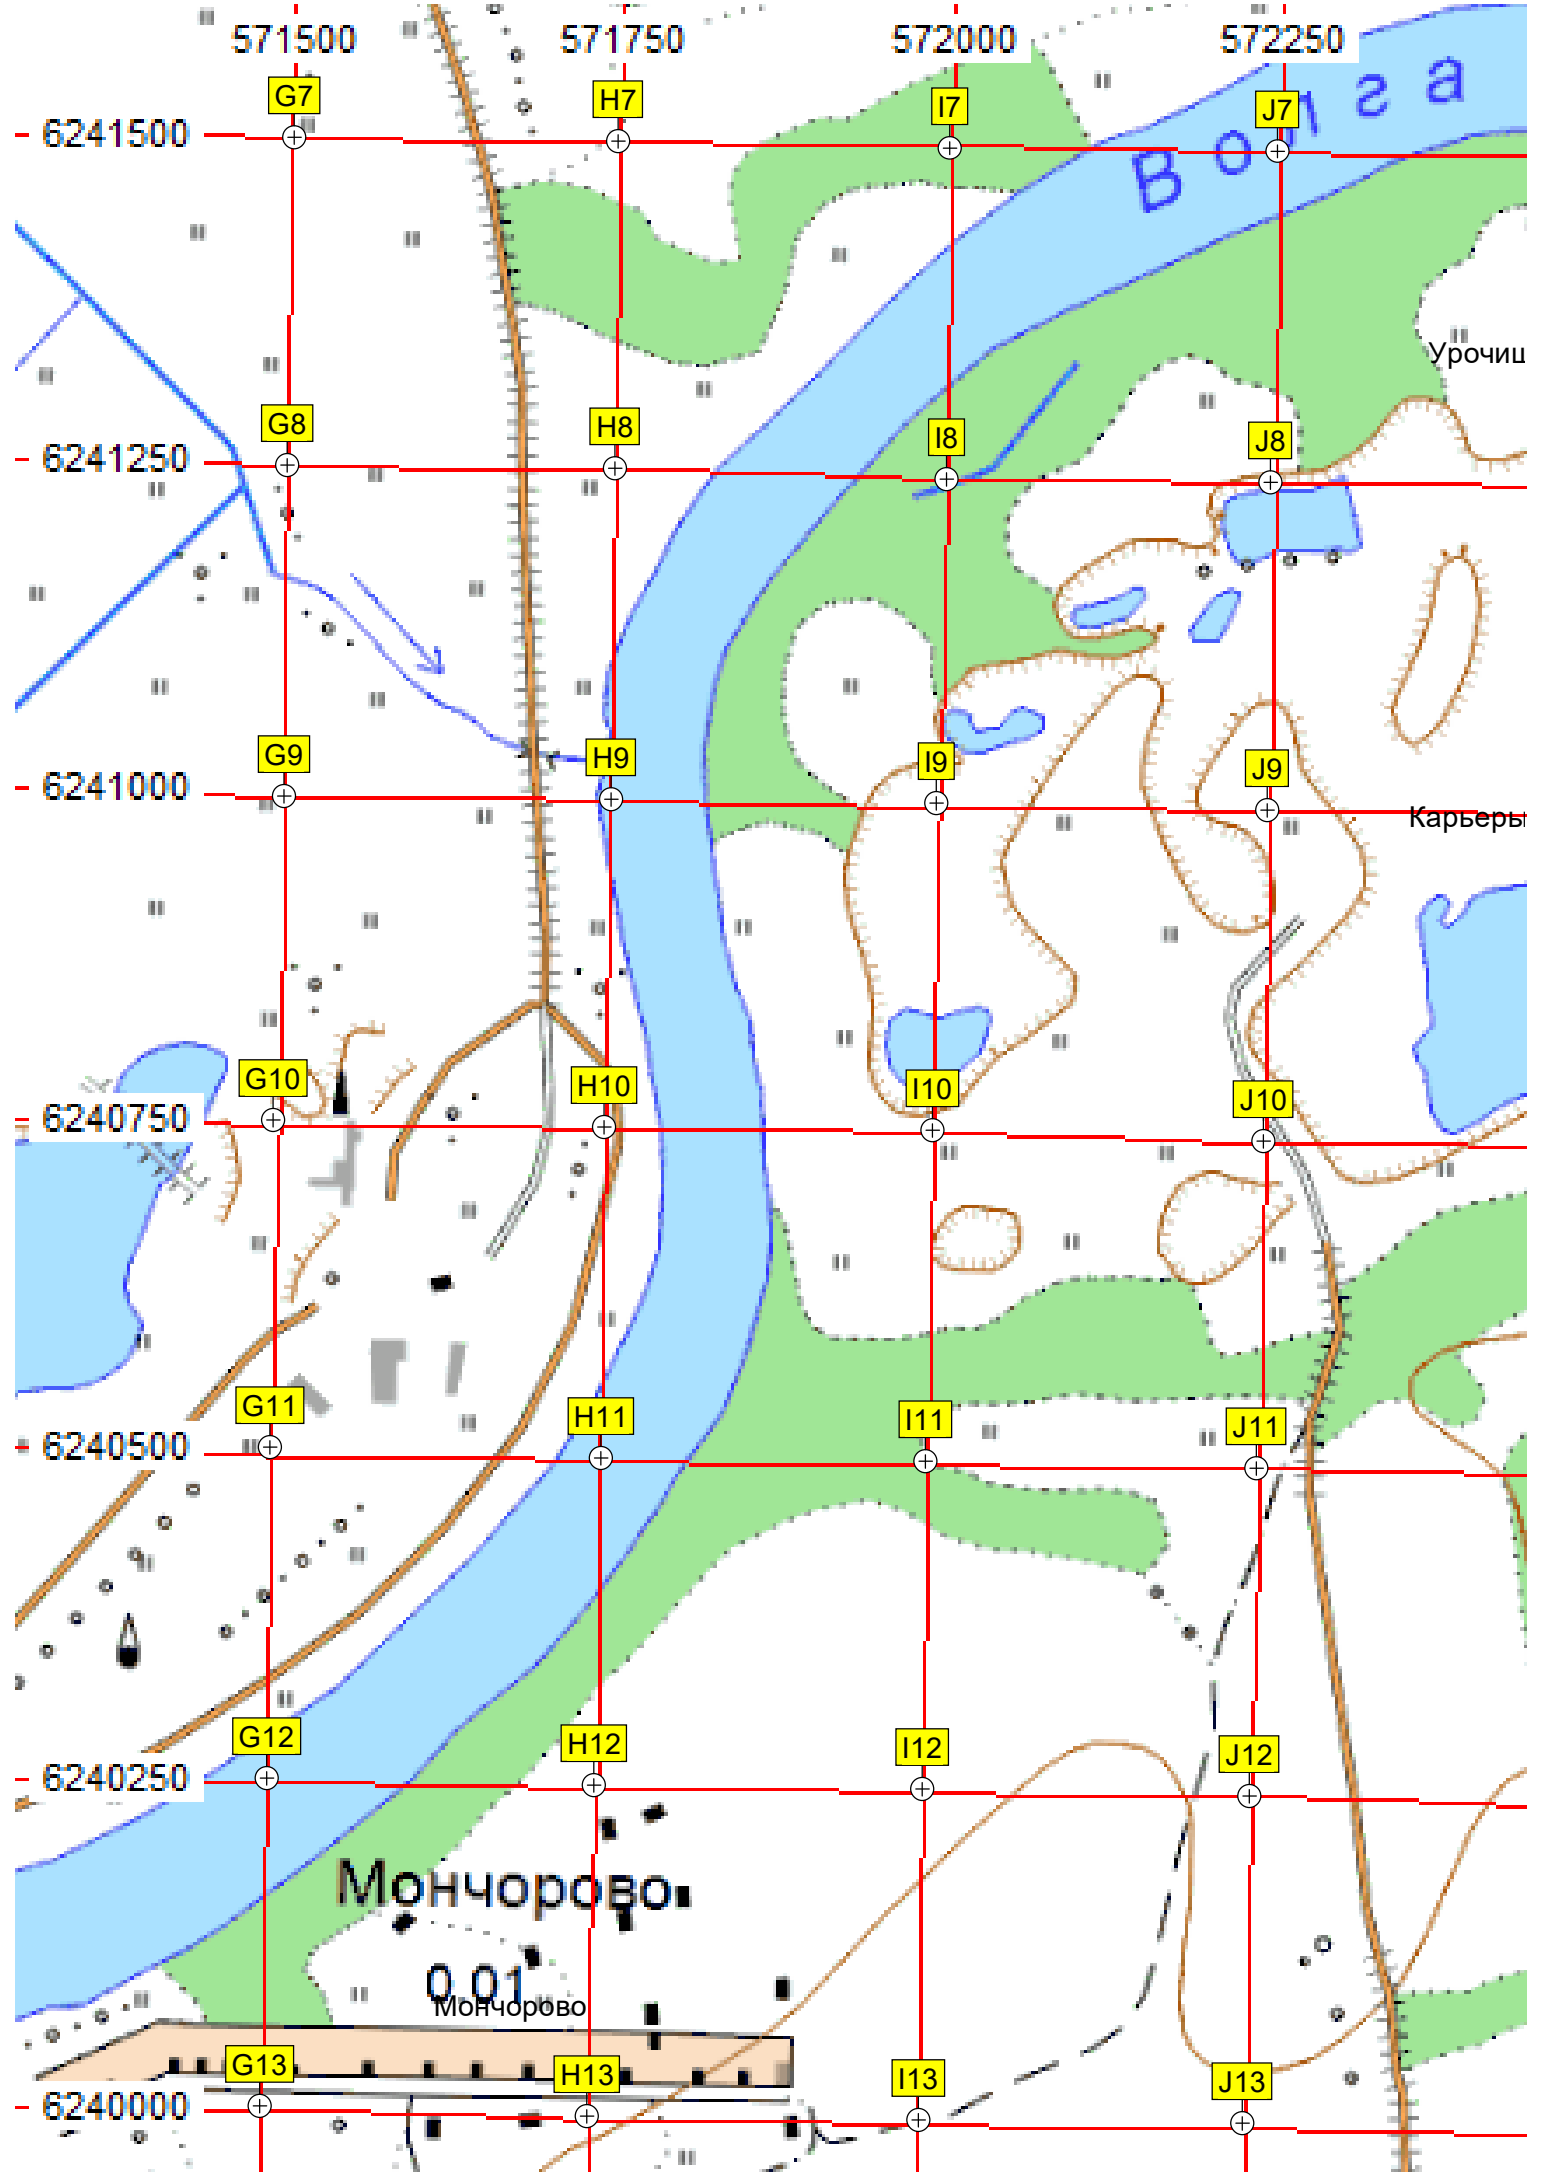 571500 571750 572000 572250
G7 H7 I7 J7
Волга
6241500
Урочищ
G8 H8 I8 J8
6241250
G9 H9 I9 J9
6241000
Карьеры
G10 H10 I10 J10
6240750
G11 H11 I11 J11
6240500
G12 H12 I12 J12
6240250
Мончорово
0.01
Мончорово
G13 H13 I13 J13
6240000